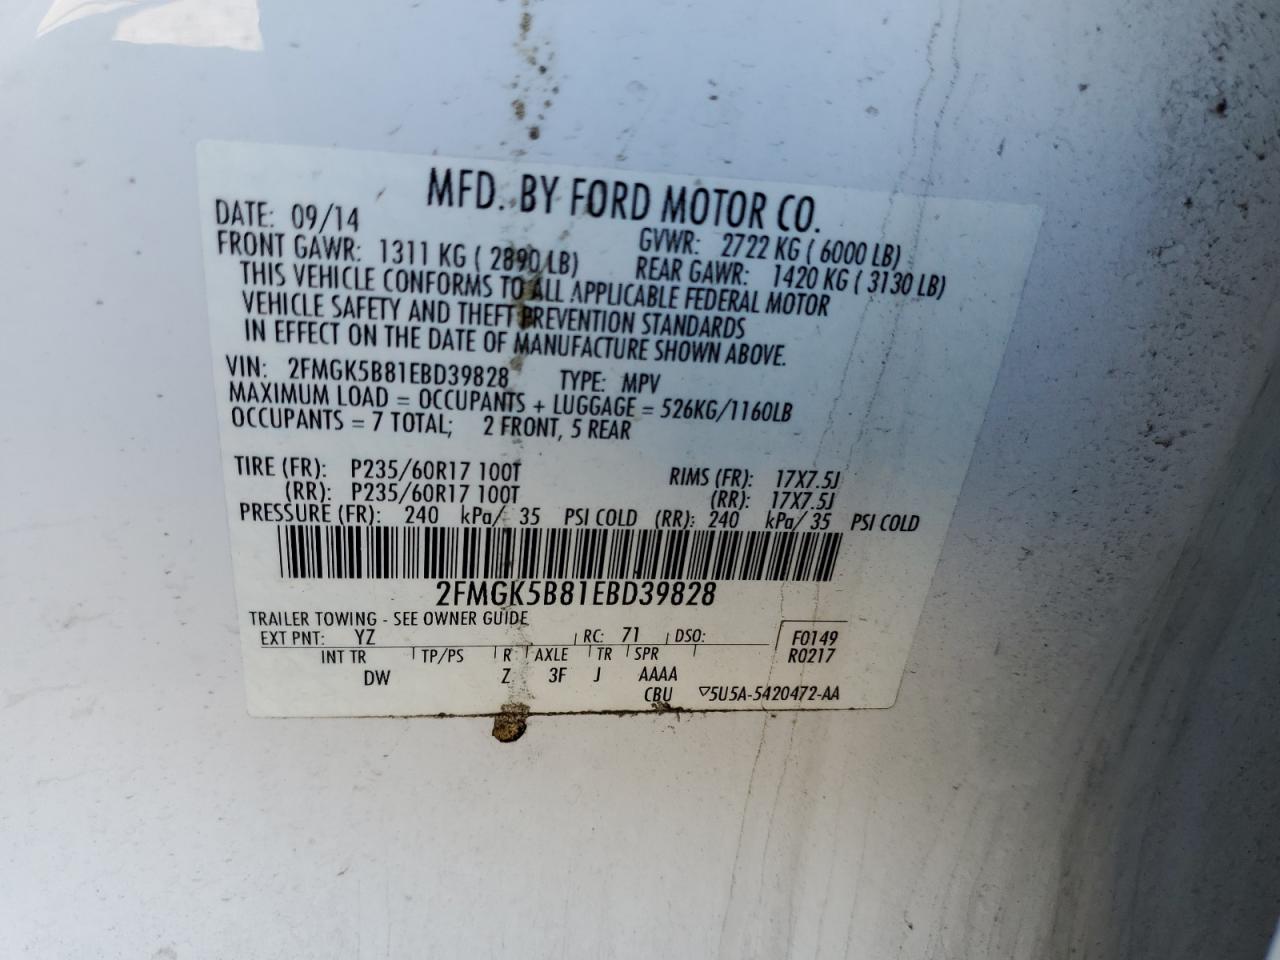 MFD. BY FORD MOTOR CO.
DATE: 09/14 GVWR: 2722 KG ( 6000 LB)
FRONT GAWR: 1311 KG ( 2890 LB) REAR GAWR: 1420 KG ( 3130 LB)
THIS VEHICLE CONFORMS TO ALL APPLICABLE FEDERAL MOTOR
VEHICLE SAFETY AND THEFT PREVENTION STANDARDS
IN EFFECT ON THE DATE OF MANUFACTURE SHOWN ABOVE.
VIN: 2FMGK5B81EBD39828 TYPE: MPV
MAXIMUM LOAD = OCCUPANTS + LUGGAGE = 526KG/1160LB
OCCUPANTS = 7 TOTAL; 2 FRONT, 5 REAR
TIRE (FR): P235/60R17 100T RIMS (FR): 17X7.5J
(RR): P235/60R17 100T (RR): 17X7.5J
PRESSURE (FR): 240 kPa/ 35 PSI COLD (RR): 240 kPa/ 35 PSI COLD
2FMGK5B81EBD39828
TRAILER TOWING - SEE OWNER GUIDE
EXT PNT: YZ RC: 71 DSO: F0149
INT TR TP/PS R AXLE TR SPR R0217
DW Z 3F J AAAA
CBU ▽5U5A-5420472-AA